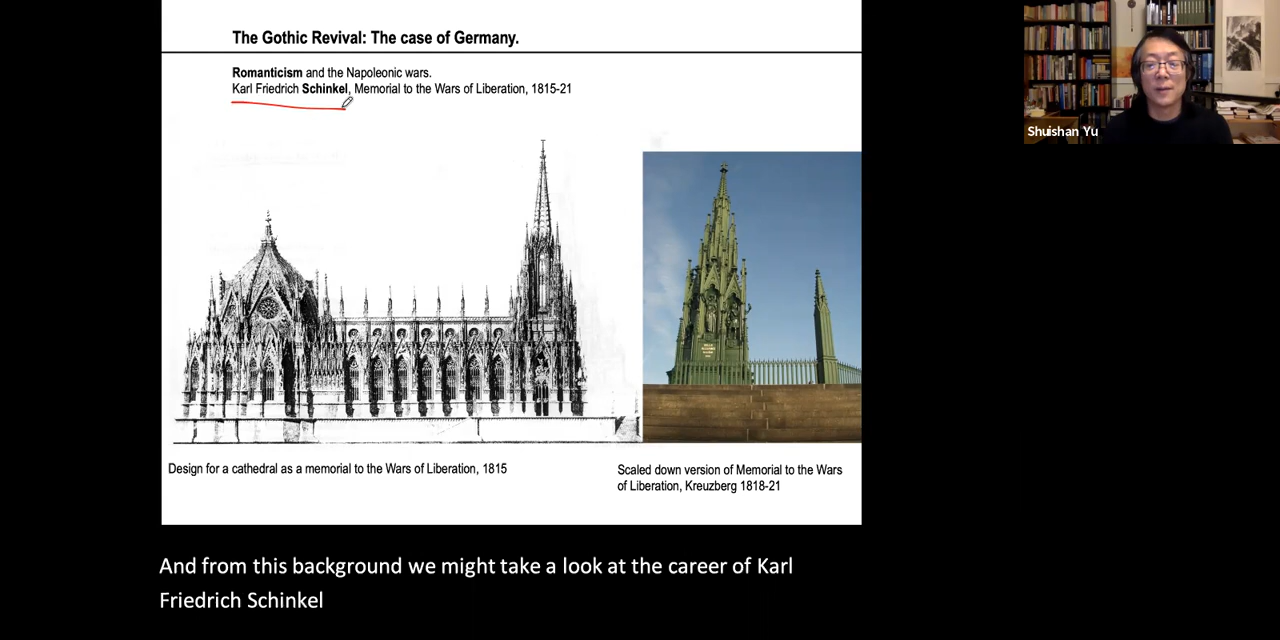 The Gothic Revival: The case of Germany.
Romanticism and the Napoleonic wars.
Karl Friedrich Schinkel, Memorial to the Wars of Liberation, 1815-21
Shuishan Yu
Design for a cathedral as a memorial to the Wars of Liberation, 1815
Scaled down version of Memorial to the Wars
of Liberation, Kreuzberg 1818-21
And from this background we might take a look at the career of Karl
Friedrich Schinkel